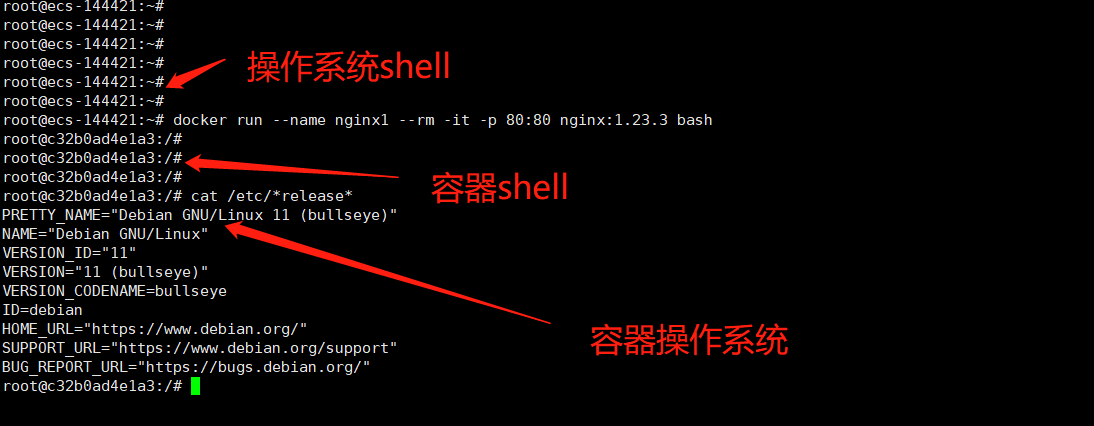 root@ecs-144421:~#
root@ecs-144421:~#
root@ecs-144421:~#
root@ecs-144421:~#
操作系统shell
root@ecs-144421:~#
root@ecs-144421:~#
root@ecs-144421:~# docker run --name nginx1 --rm -it -p 80:80 nginx:1.23.3 bash
root@c32b0ad4e1a3:/#
root@c32b0ad4e1a3:/#
root@c32b0ad4e1a3:/#
容器shell
root@c32b0ad4e1a3:/# cat /etc/*release*
PRETTY_NAME="Debian GNU/Linux 11 (bullseye)"
NAME="Debian GNU/Linux"
VERSION_ID="11"
VERSION="11 (bullseye)"
VERSION_CODENAME=bullseye
ID=debian
HOME_URL="https://www.debian.org/"
容器操作系统
SUPPORT_URL="https://www.debian.org/support"
BUG_REPORT_URL="https://bugs.debian.org/"
root@c32b0ad4e1a3:/#